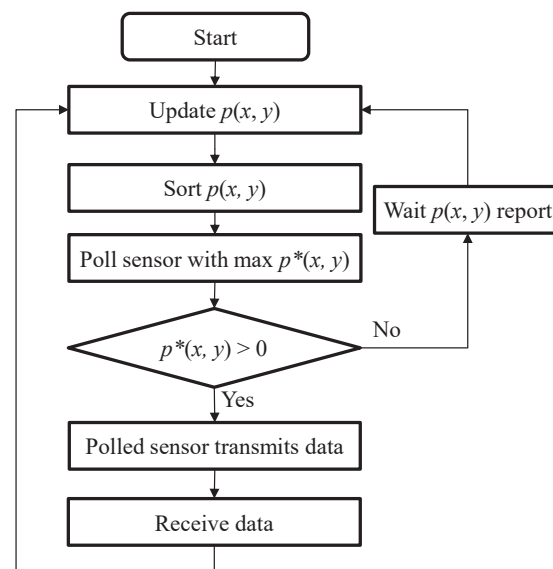 Start
Update p(x, y)
Sort p(x, y)
Wait p(x, y) report
Poll sensor with max p*(x, y)
No
p*(x, y) > 0
Yes
Polled sensor transmits data
Receive data